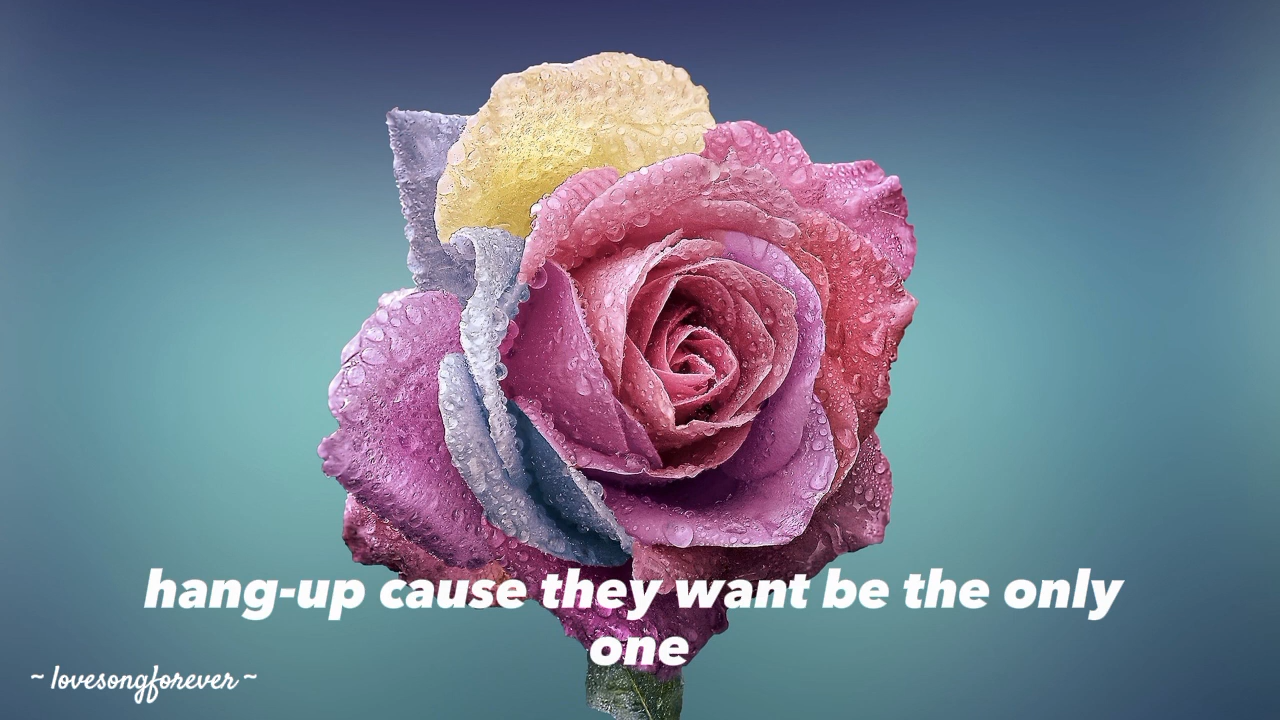 hang-up cause they want be the only
one
~ lovesongforever ~